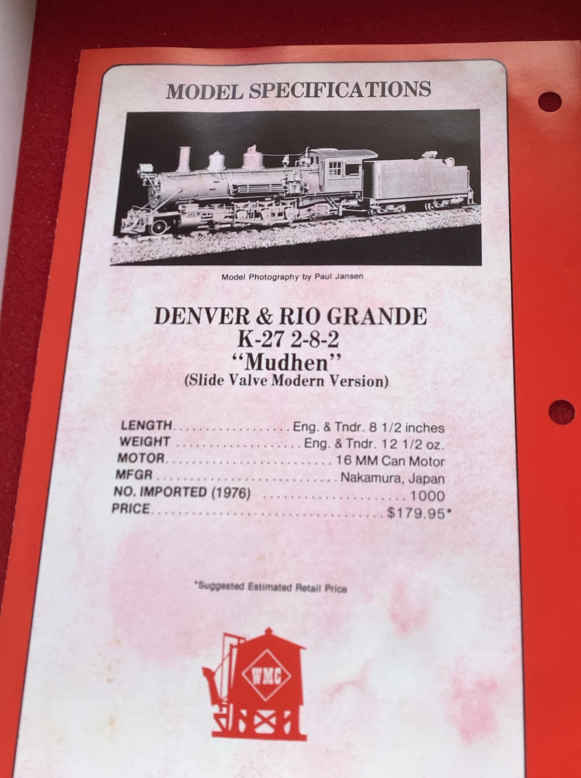 MODEL SPECIFICATIONS
Model Photography by Paul Jansen
DENVER & RIO GRANDE
K-27 2-8-2
“Mudhen”
(Slide Valve Modern Version)
LENGTH..................Eng. & Tndr. 8 1/2 inches
WEIGHT ...................Eng. & Tndr. 12 1/2 oz.
MOTOR.........................16 MM Can Motor
MFGR ...........................Nakamura, Japan
NO. IMPORTED (1976) ......................1000
PRICE..................................$179.95*
*Suggested Estimated Retail Price
WMC